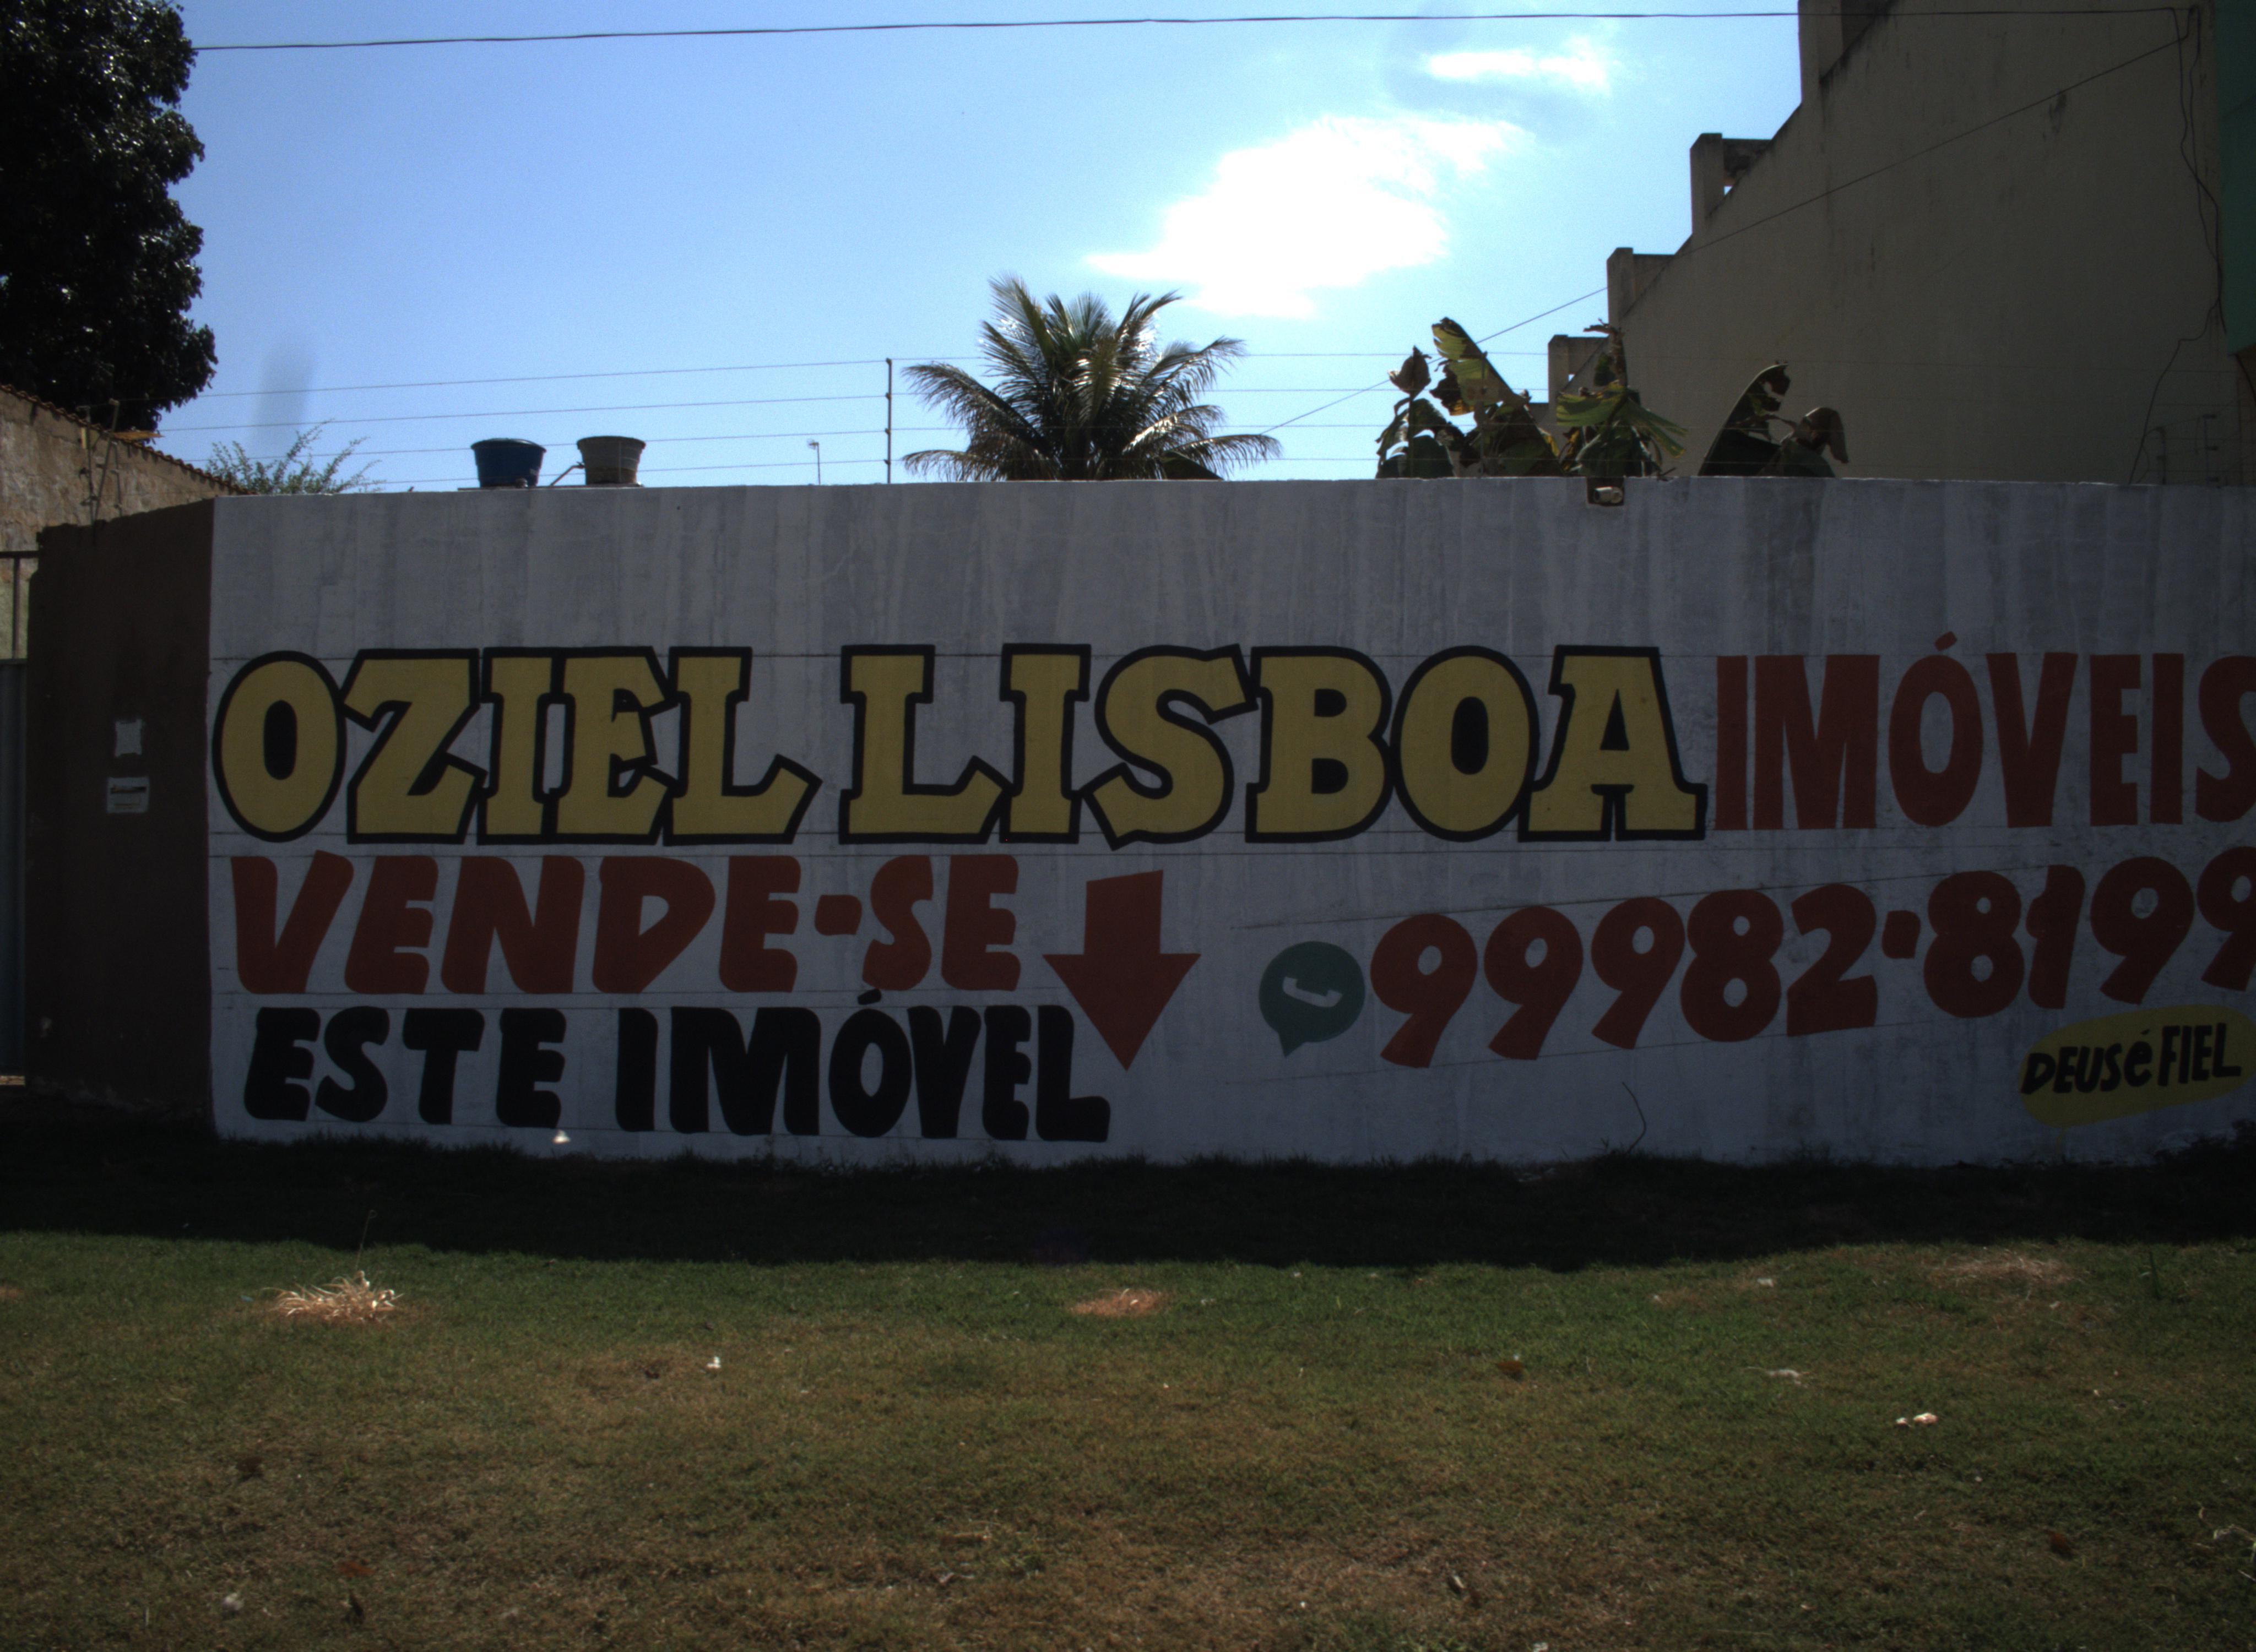 OZIEL LISBOA IMÓVEIS
VENDE-SE
99982-8199
ESTE IMÓVEL
DEUS é FIEL